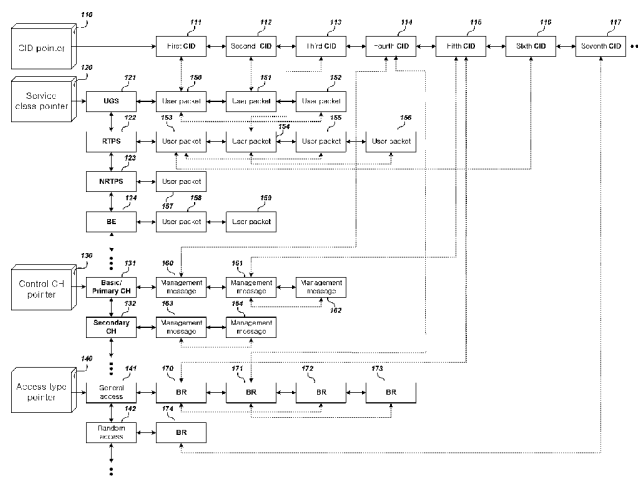 110
111
112
113
114
115
116
117
CID pointer
First CID
Second CID
Third CID
Fourth CID
Fifth CID
Sixth CID
Seventh CID
120
121
150
151
152
Service
class pointer
UGS
User packet
User packet
User packet
122
153
154
155
156
RTPS
User packet
User packet
User packet
User packet
123
NRTPS
User packet
124
157
158
159
BE
User packet
User packet
130
131
160
161
Control CH
pointer
Basic/
Primary CH
Management
message
Management
message
Management
message
132
163
164
162
Secondary
CH
Management
message
Management
message
140
141
170
171
172
173
Access type
pointer
General
access
BR
BR
BR
BR
142
174
Random
access
BR